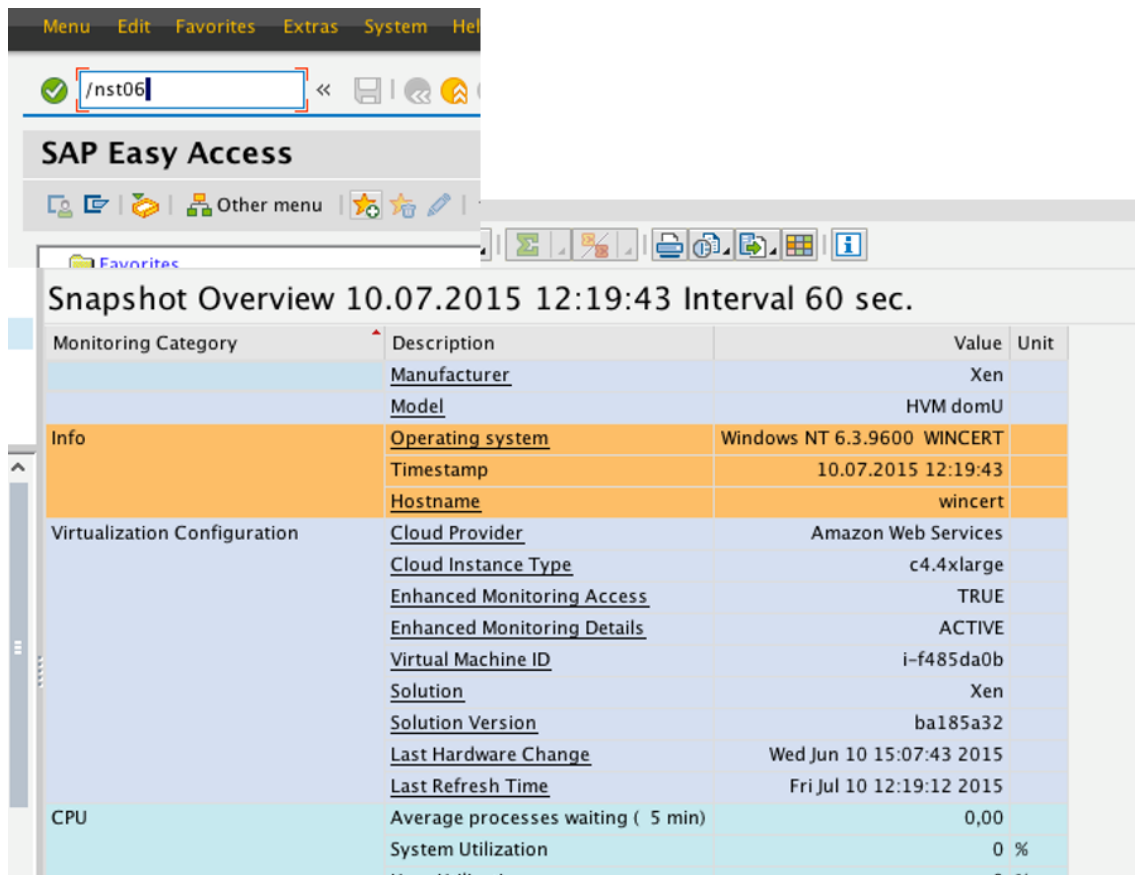 Menu Edit Favorites Extras System Hel
/nst06
SAP Easy Access
Other menu
Favorites
Snapshot Overview 10.07.2015 12:19:43 Interval 60 sec.
Monitoring Category Description Value Unit
Manufacturer Xen
Model HVM domU
Info Operating system Windows NT 6.3.9600 WINCERT
Timestamp 10.07.2015 12:19:43
Hostname wincert
Virtualization Configuration Cloud Provider Amazon Web Services
Cloud Instance Type c4.4xlarge
Enhanced Monitoring Access TRUE
Enhanced Monitoring Details ACTIVE
Virtual Machine ID i-f485da0b
Solution Xen
Solution Version ba185a32
Last Hardware Change Wed Jun 10 15:07:43 2015
Last Refresh Time Fri Jul 10 12:19:12 2015
CPU Average processes waiting ( 5 min) 0,00
System Utilization 0 %